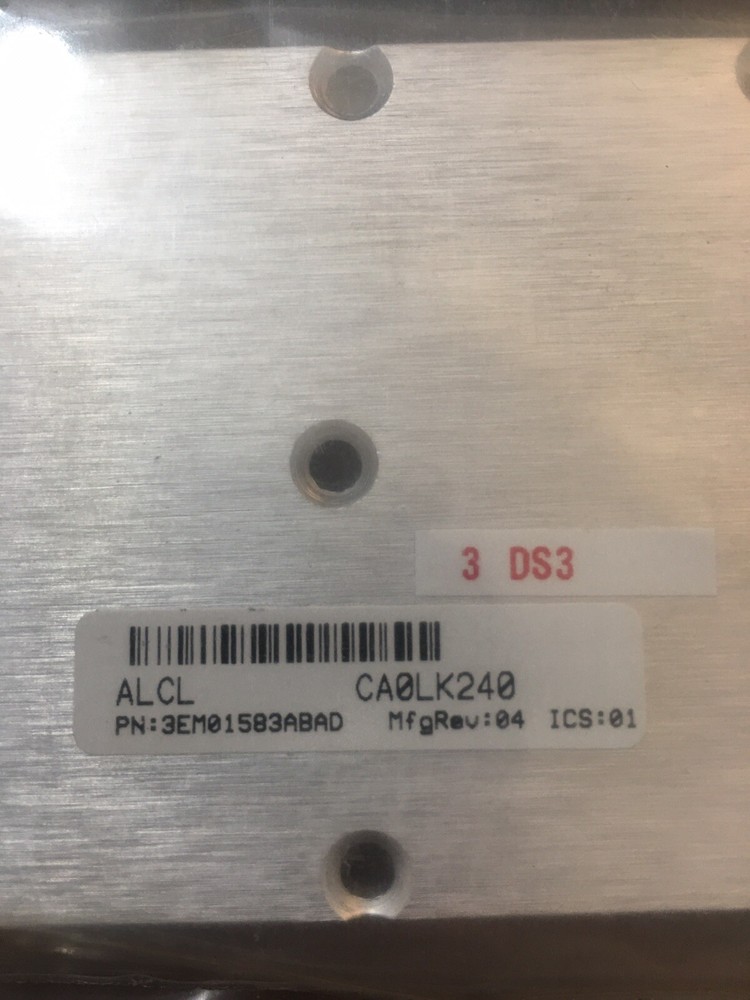 3 DS3
ALCL CA0LK240
PN:3EM01583ABAD MfgRev:04 ICS:01